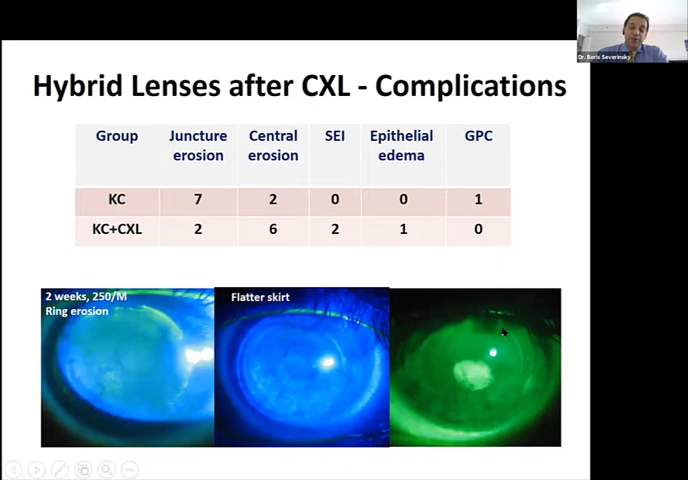 Dr. Boris Severinsky
Hybrid Lenses after CXL - Complications
Group Juncture erosion Central erosion SEI Epithelial edema GPC
KC 7 2 0 0 1
KC+CXL 2 6 2 1 0
2 weeks, 250/M
Ring erosion
Flatter skirt